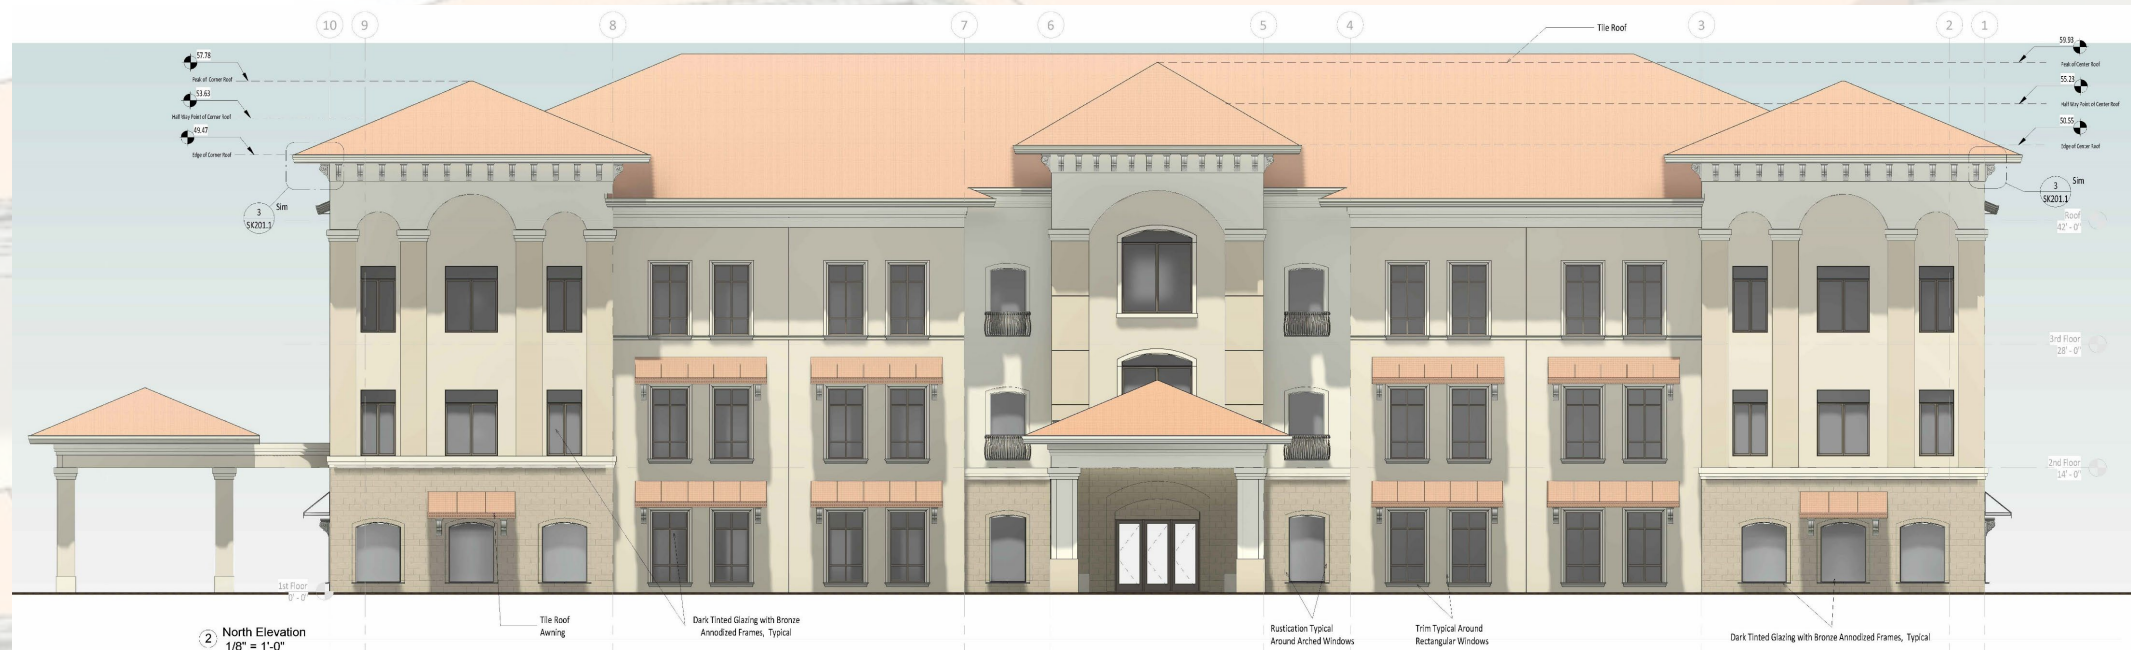 10
9
8
7
6
5
4
3
2
1
Tile Roof
57.78
Peak of Corner Roof
53.63
Half Way Point of Corner Roof
49.47
Edge of Corner Roof
3
SK201.1
Sim
59.93
Peak of Center Roof
55.23
Half Way Point of Center Roof
50.55
Edge of Center Roof
3
SK201.1
Sim
Roof
42' - 0"
3rd Floor
28' - 0"
2nd Floor
14' - 0"
1st Floor
0' - 0"
Tile Roof
Awning
Dark Tinted Glazing with Bronze
Annodized Frames, Typical
Rustication Typical
Around Arched Windows
Trim Typical Around
Rectangular Windows
Dark Tinted Glazing with Bronze Annodized Frames, Typical
2
North Elevation
1/8" = 1'-0"